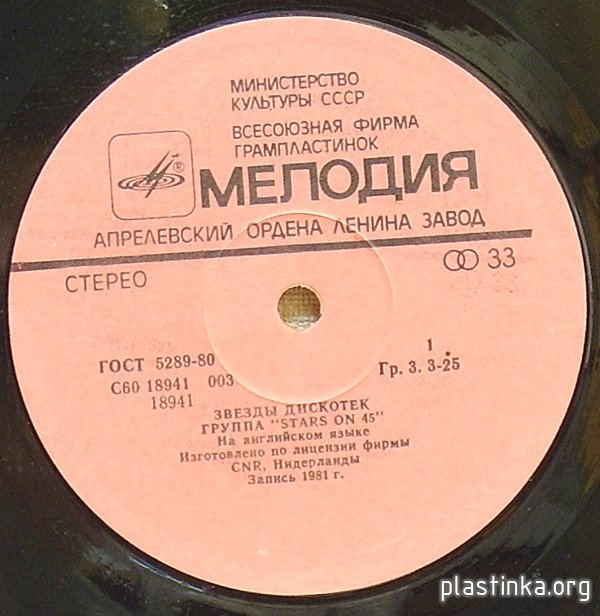 МИНИСТЕРСТВО
КУЛЬТУРЫ СССР
ВСЕСОЮЗНАЯ ФИРМА
ГРАМПЛАСТИНОК
®
МЕЛОДИЯ
АПРЕЛЕВСКИЙ ОРДЕНА ЛЕНИНА ЗАВОД
СТЕРЕО
33
ГОСТ 5289-80
1
С60 18941 003
Гр. 3. 3-25
18941
ЗВЕЗДЫ ДИСКОТЕК
ГРУППА "STARS ON 45"
На английском языке
Изготовлено по лицензии фирмы
CNR, Нидерланды
Запись 1981 г.
plastinka.org